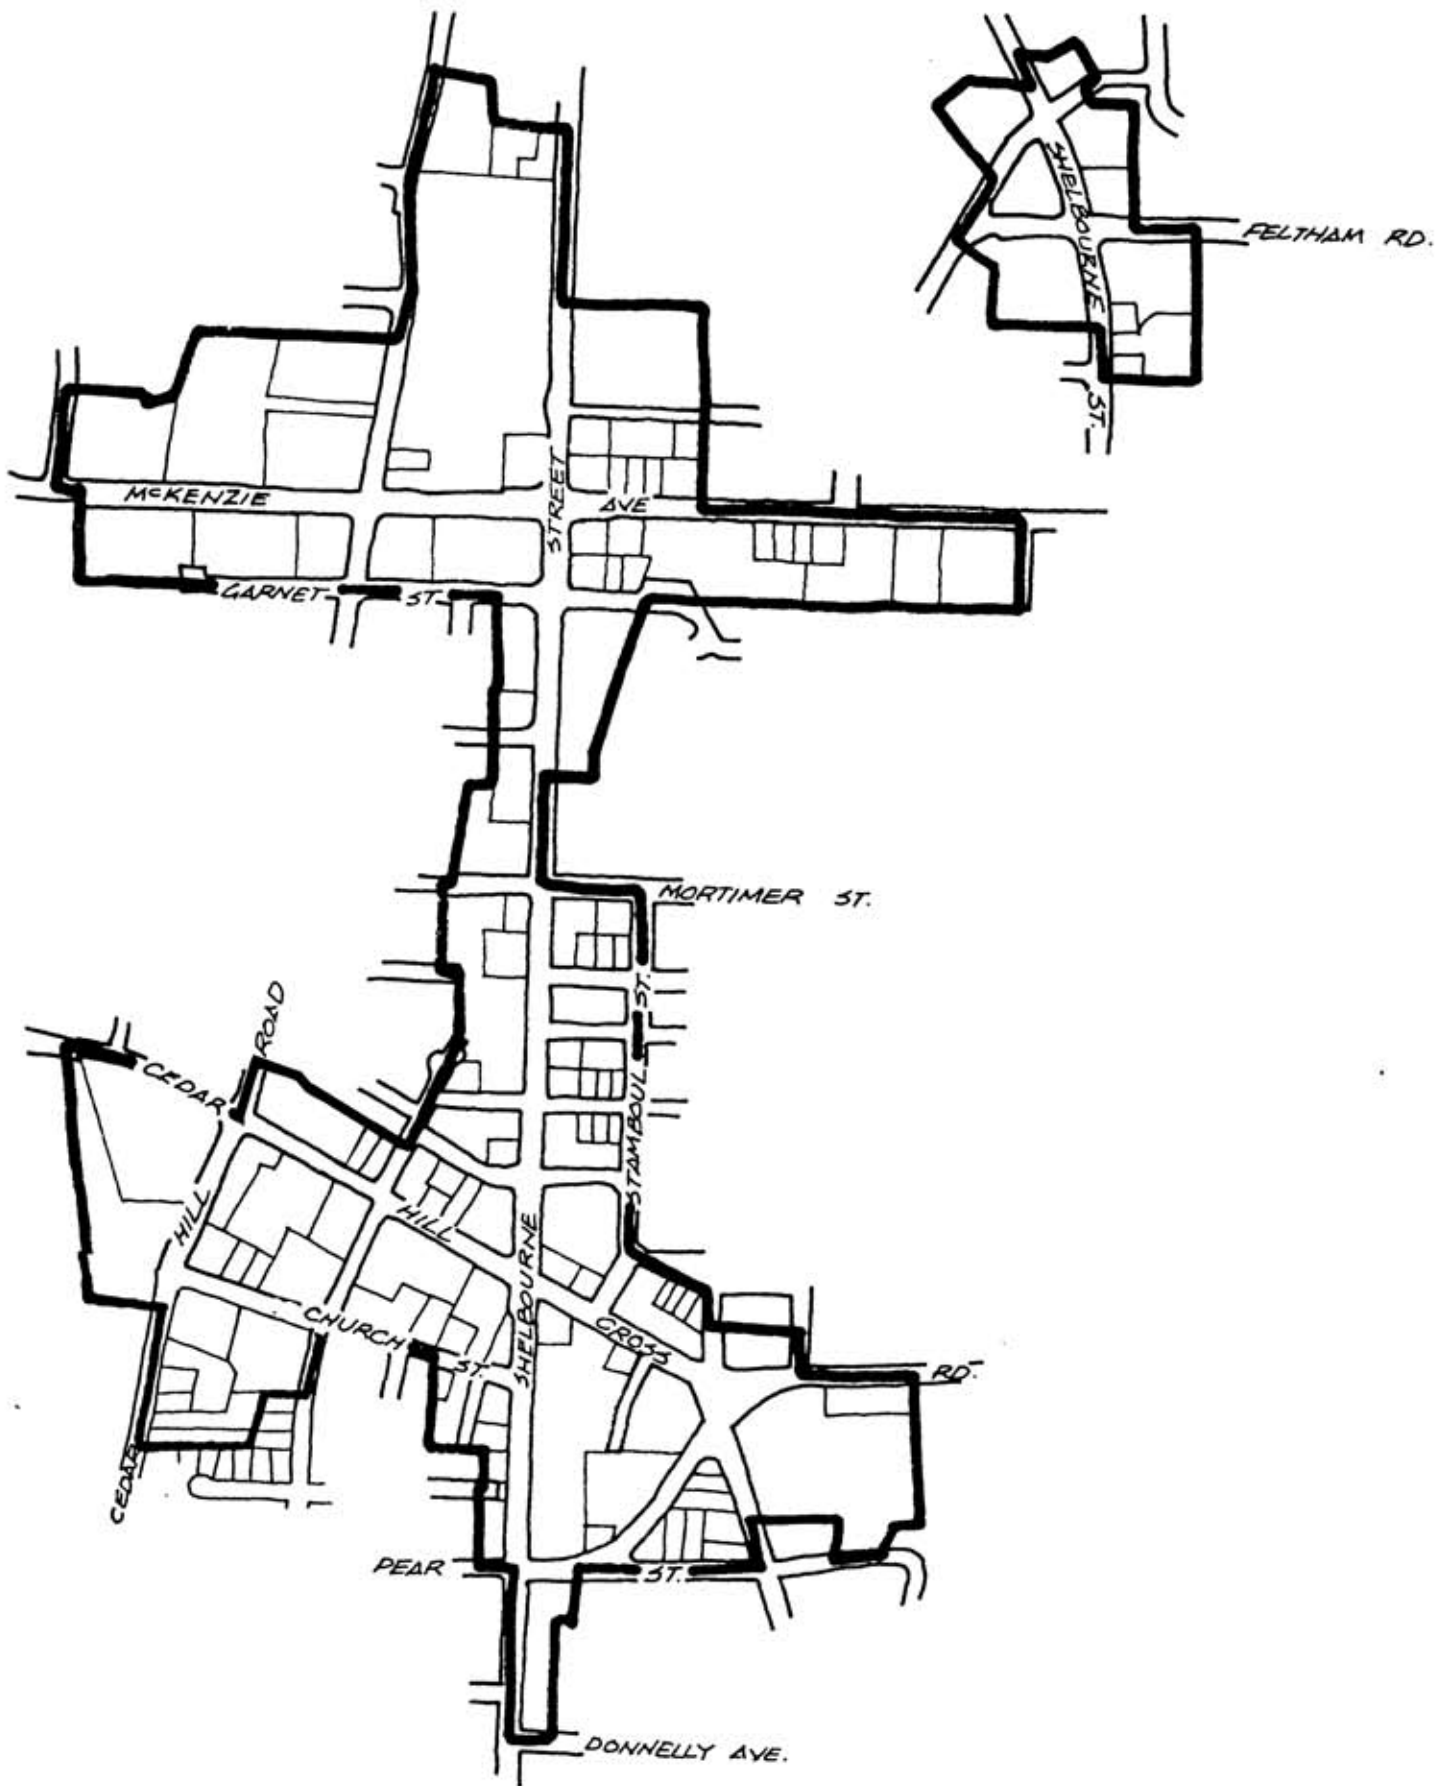 SHELBOURNE ST.
FELTHAM RD.
McKENZIE AVE
STREET
GARNET ST.
MORTIMER ST.
STAMBOUL ST.
ROAD
CEDAR
HILL
HILL
CROSS
RD.
SHELBOURNE
CHURCH ST.
CEDAR
PEAR ST.
DONNELLY AVE.